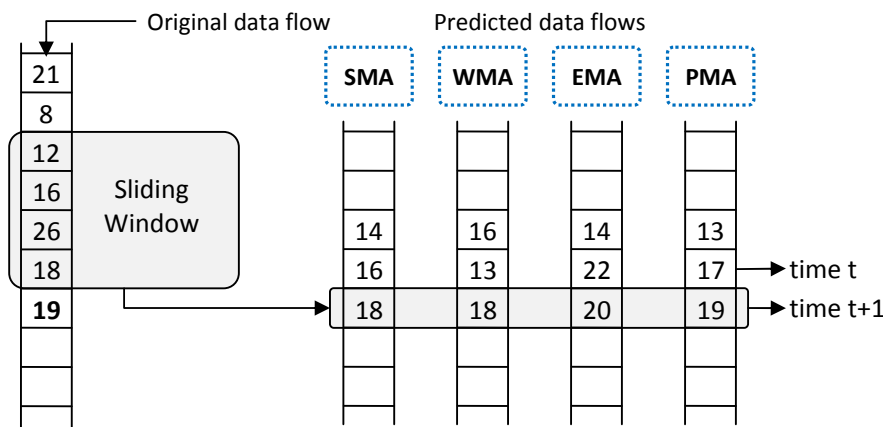 Original data flow Predicted data flows
21 SMA WMA EMA PMA
8
12
16 Sliding
Window
26 14 16 14 13
18 16 13 22 17 time t
19 18 18 20 19 time t+1